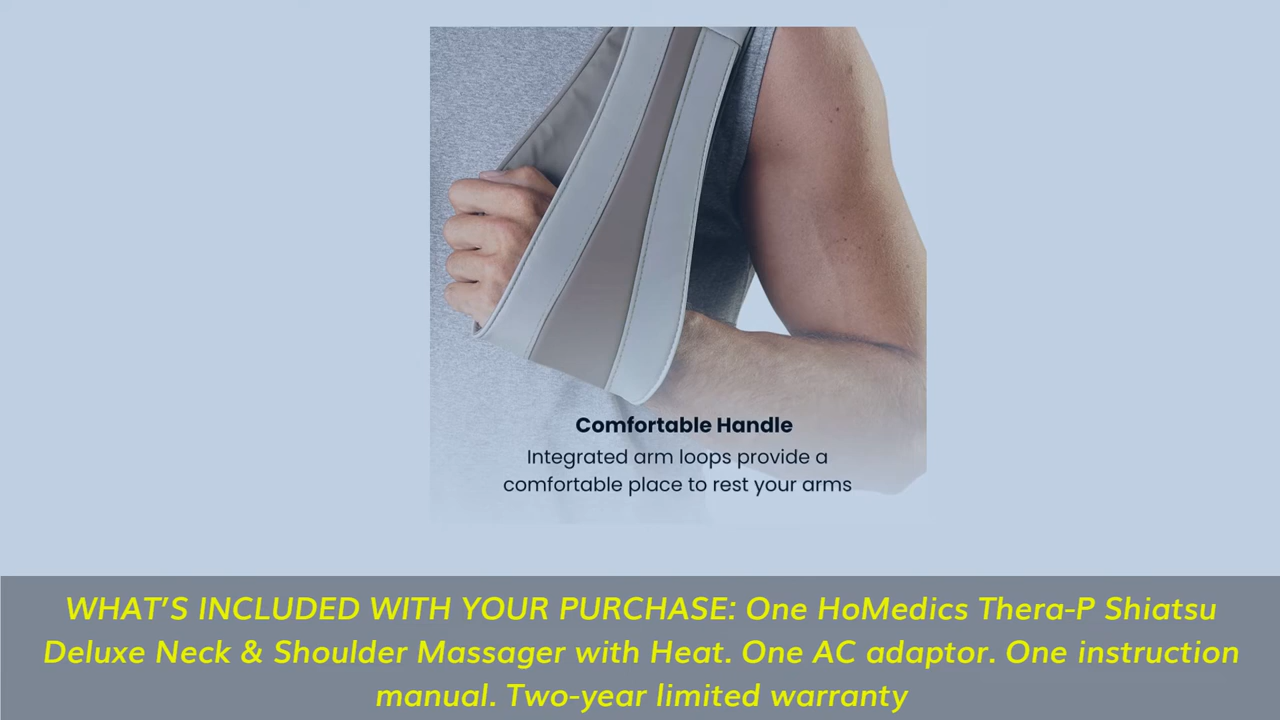 Comfortable Handle
Integrated arm loops provide a
comfortable place to rest your arms
WHAT’S INCLUDED WITH YOUR PURCHASE: One HoMedics Thera-P Shiatsu
Deluxe Neck & Shoulder Massager with Heat. One AC adaptor. One instruction
manual. Two-year limited warranty